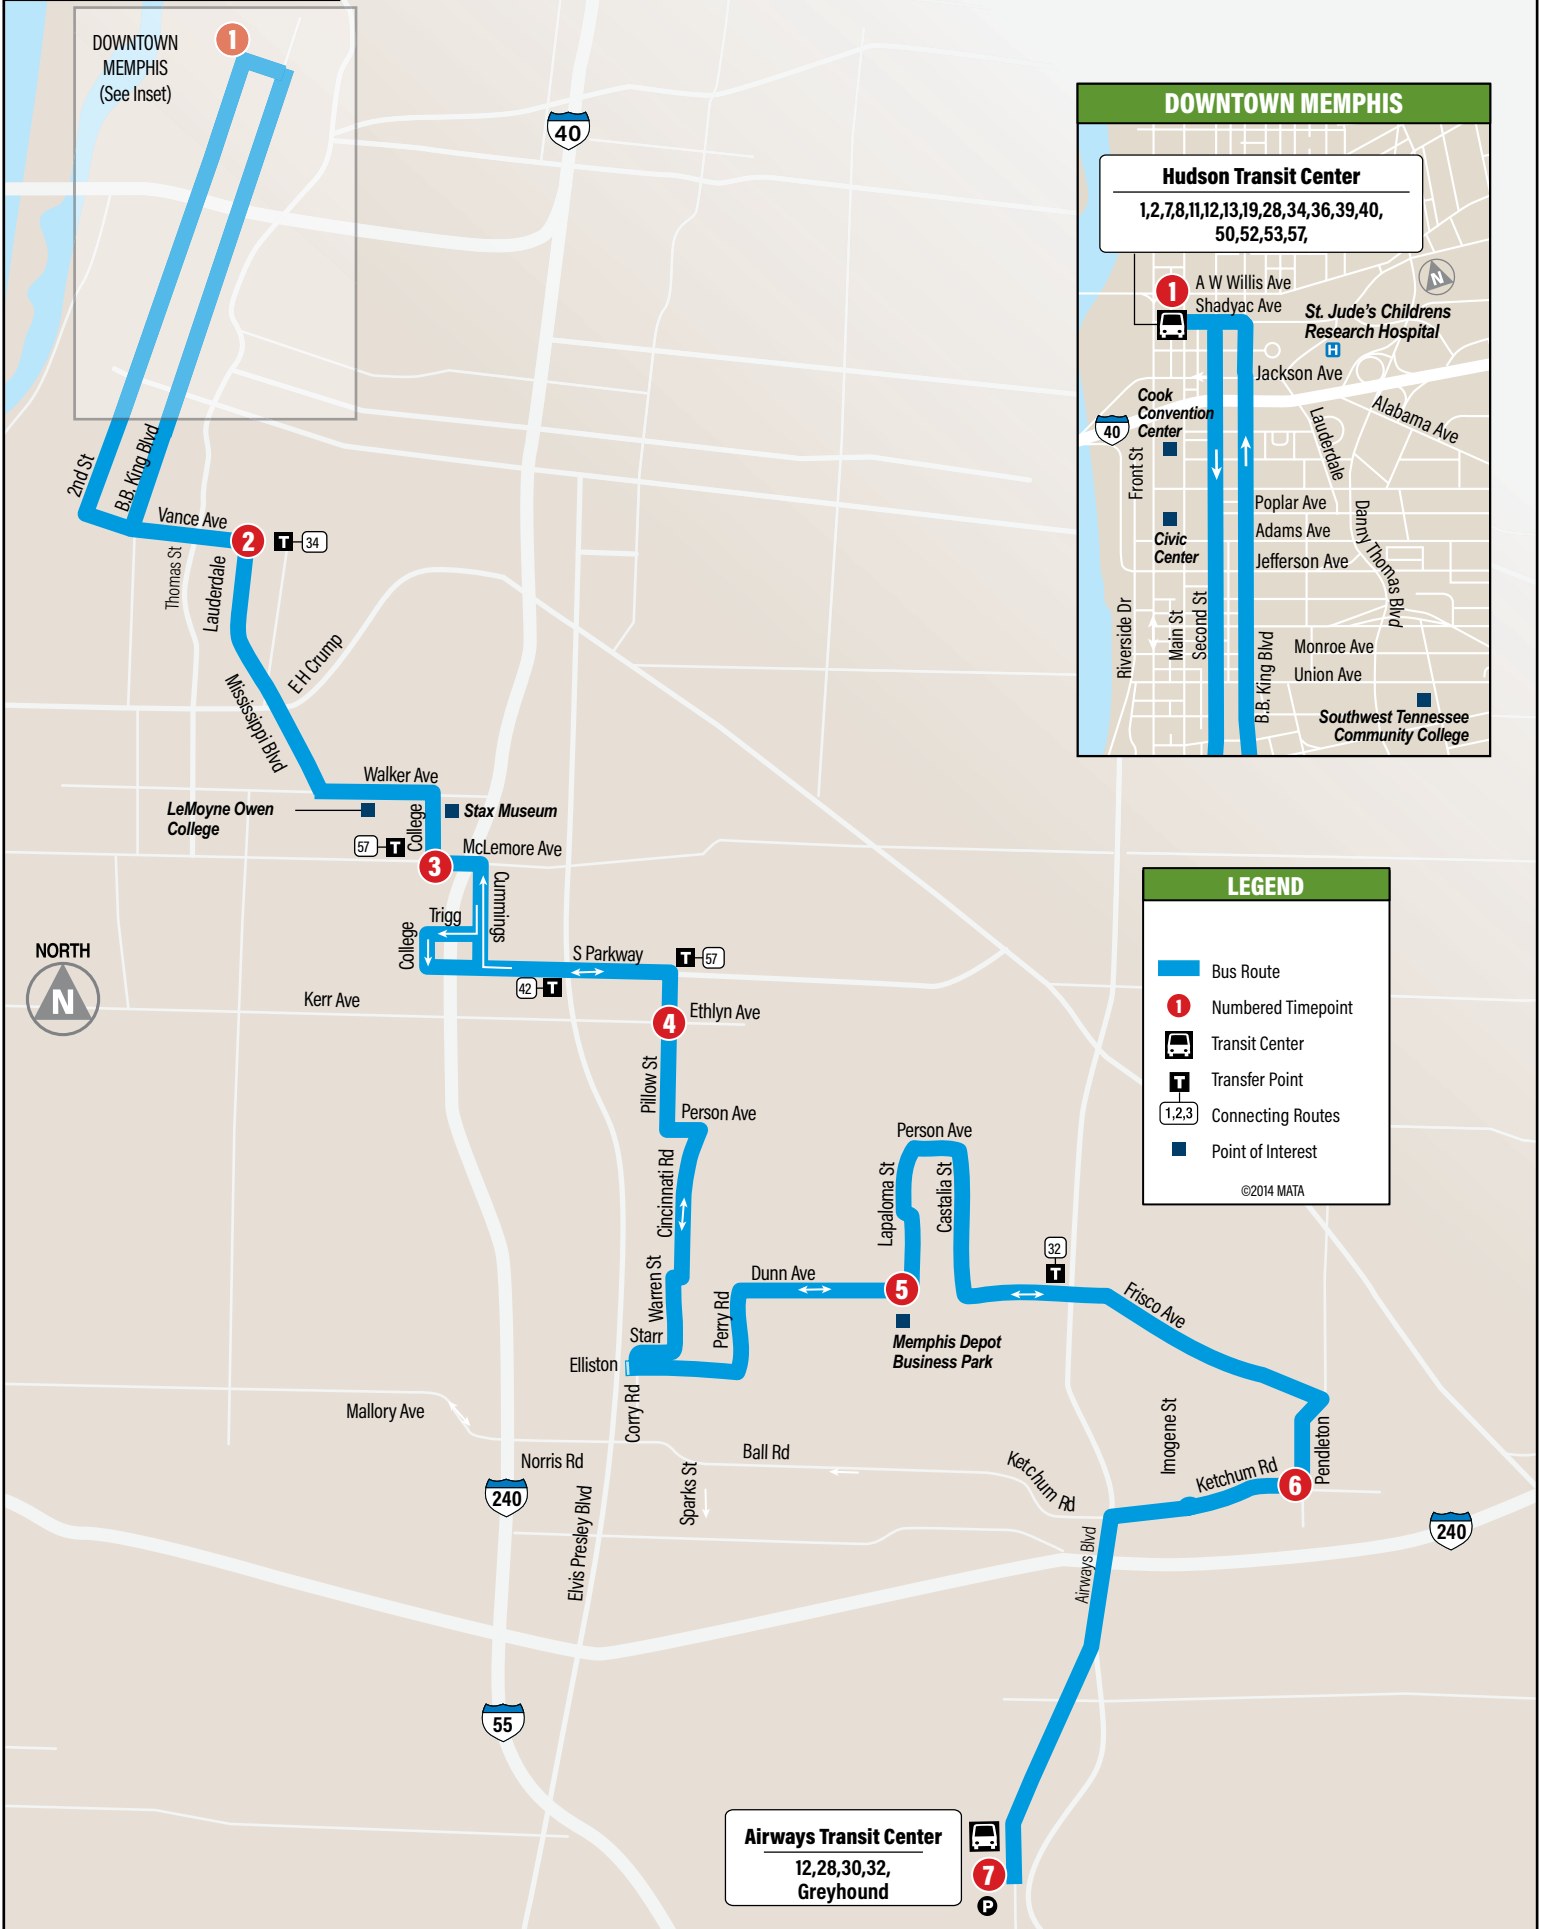 DOWNTOWN
MEMPHIS
(See Inset)
1
40
2nd St
B.B. King Blvd
Vance Ave
2
T
34
Thomas St
Lauderdale
E H Crump
Mississippi Blvd
Walker Ave
LeMoyne Owen
College
College
Stax Museum
57
T
3
McLemore Ave
Cummings
Trigg
College
S Parkway
T
57
42
T
NORTH
N
Kerr Ave
4
Ethlyn Ave
Pillow St
Person Ave
Cincinnati Rd
Warren St
Starr
Elliston
Corry Rd
Perry Rd
Dunn Ave
5
Memphis Depot
Business Park
Lapaloma St
Person Ave
Castalia St
32
T
Frisco Ave
Mallory Ave
Norris Rd
240
Elvis Presley Blvd
Sparks St
Ball Rd
Ketchum Rd
Imogene St
Ketchum Rd
6
Pendleton
240
Airways Blvd
55
Airways Transit Center
12,28,30,32,
Greyhound
7
P
DOWNTOWN MEMPHIS
Hudson Transit Center
1,2,7,8,11,12,13,19,28,34,36,39,40,
50,52,53,57,
N
1
A W Willis Ave
Shadyac Ave
St. Jude's Childrens
Research Hospital
H
Jackson Ave
Cook
Convention
Center
40
Alabama Ave
Lauderdale
Front St
Poplar Ave
Adams Ave
Jefferson Ave
Danny Thomas Blvd
Civic
Center
Riverside Dr
Main St
Second St
B.B. King Blvd
Monroe Ave
Union Ave
Southwest Tennessee
Community College
LEGEND
Bus Route
1
Numbered Timepoint
Transit Center
T
Transfer Point
1,2,3
Connecting Routes
Point of Interest
©2014 MATA